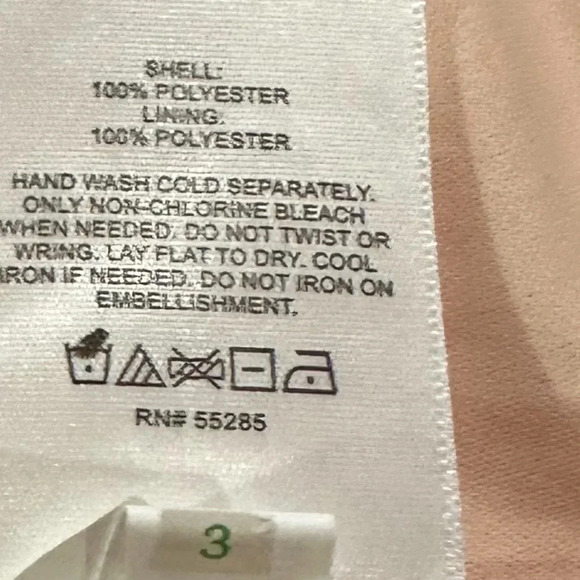 SHELL:
100% POLYESTER
LINING:
100% POLYESTER
HAND WASH COLD SEPARATELY.
ONLY NON-CHLORINE BLEACH
WHEN NEEDED. DO NOT TWIST OR
WRING. LAY FLAT TO DRY. COOL
IRON IF NEEDED. DO NOT IRON ON
EMBELLISHMENT.
RN# 55285
3